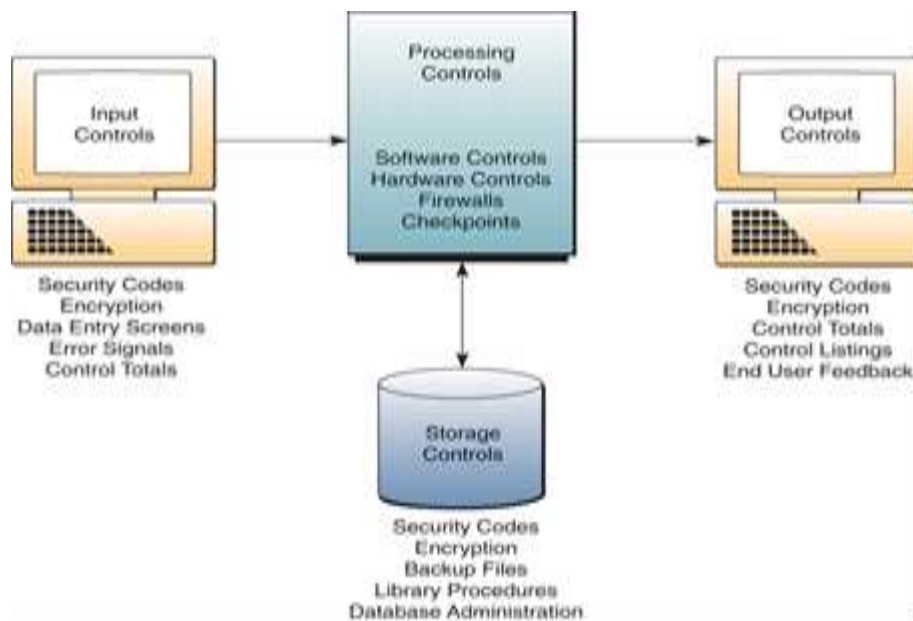 Input
Controls
Security Codes
Encryption
Data Entry Screens
Error Signals
Control Totals
Processing
Controls
Software Controls
Hardware Controls
Firewalls
Checkpoints
Output
Controls
Security Codes
Encryption
Control Totals
Control Listings
End User Feedback
Storage
Controls
Security Codes
Encryption
Backup Files
Library Procedures
Database Administration